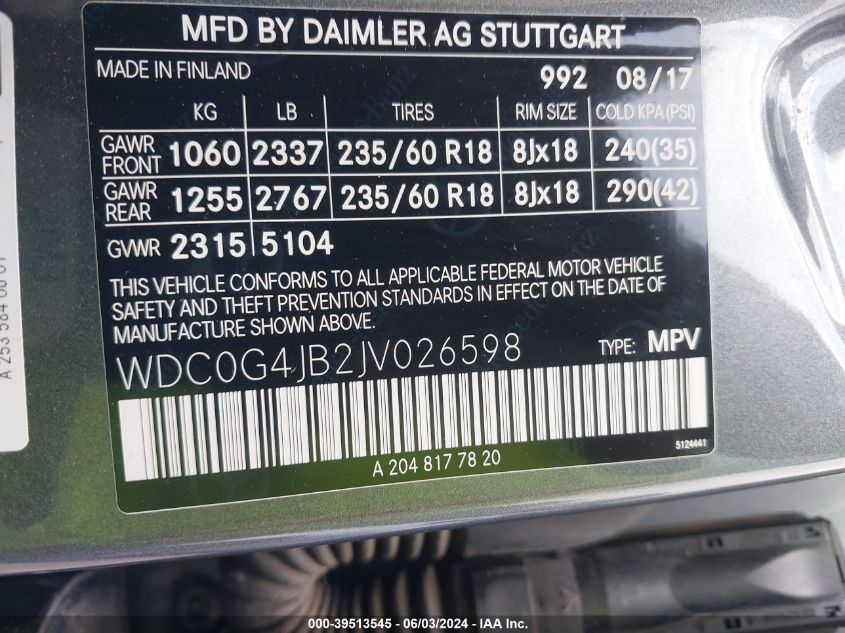 MFD BY DAIMLER AG STUTTGART
MADE IN FINLAND 992 08/17
KG LB TIRES RIM SIZE COLD KPA (PSI)
GAWR FRONT 1060 2337 235/60 R18 8Jx18 240(35)
GAWR REAR 1255 2767 235/60 R18 8Jx18 290(42)
GVWR 2315 5104
THIS VEHICLE CONFORMS TO ALL APPLICABLE FEDERAL MOTOR VEHICLE
SAFETY AND THEFT PREVENTION STANDARDS IN EFFECT ON THE DATE OF
MANUFACTURE SHOWN ABOVE.
WDC0G4JB2JV026598 TYPE: MPV
5124441
A 204 817 78 20
000-39513545 - 06/03/2024 - IAA Inc.